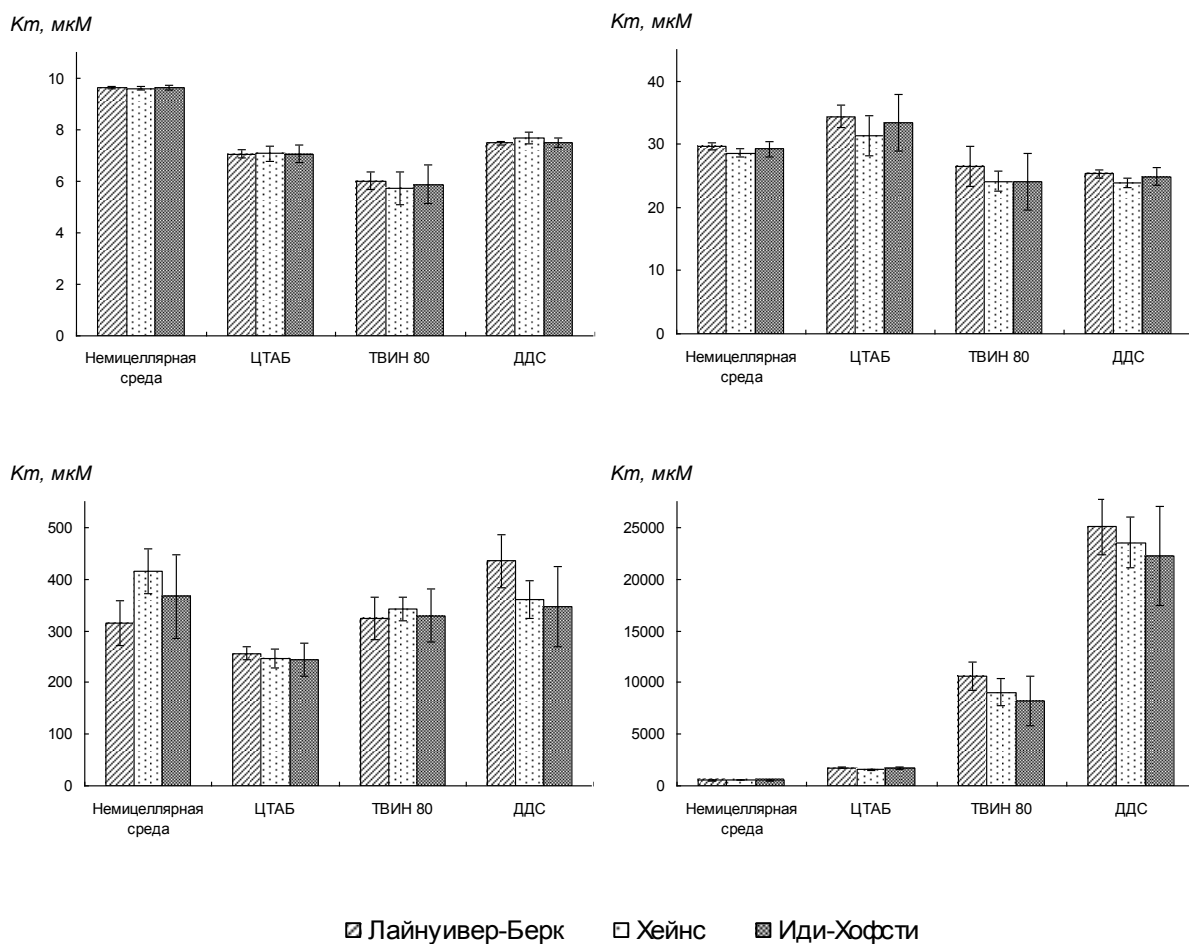 Km, мкМ
10
8
6
4
2
0
Немицеллярная
среда
ЦТАБ
ТВИН 80
ДДС
Km, мкМ
40
30
20
10
0
Немицеллярная
среда
ЦТАБ
ТВИН 80
ДДС
Km, мкМ
500
400
300
200
100
0
Немицеллярная
среда
ЦТАБ
ТВИН 80
ДДС
Km, мкМ
25000
20000
15000
10000
5000
0
Немицеллярная
среда
ЦТАБ
ТВИН 80
ДДС
Лайнуивер-Берк Хейнс Иди-Хофсти